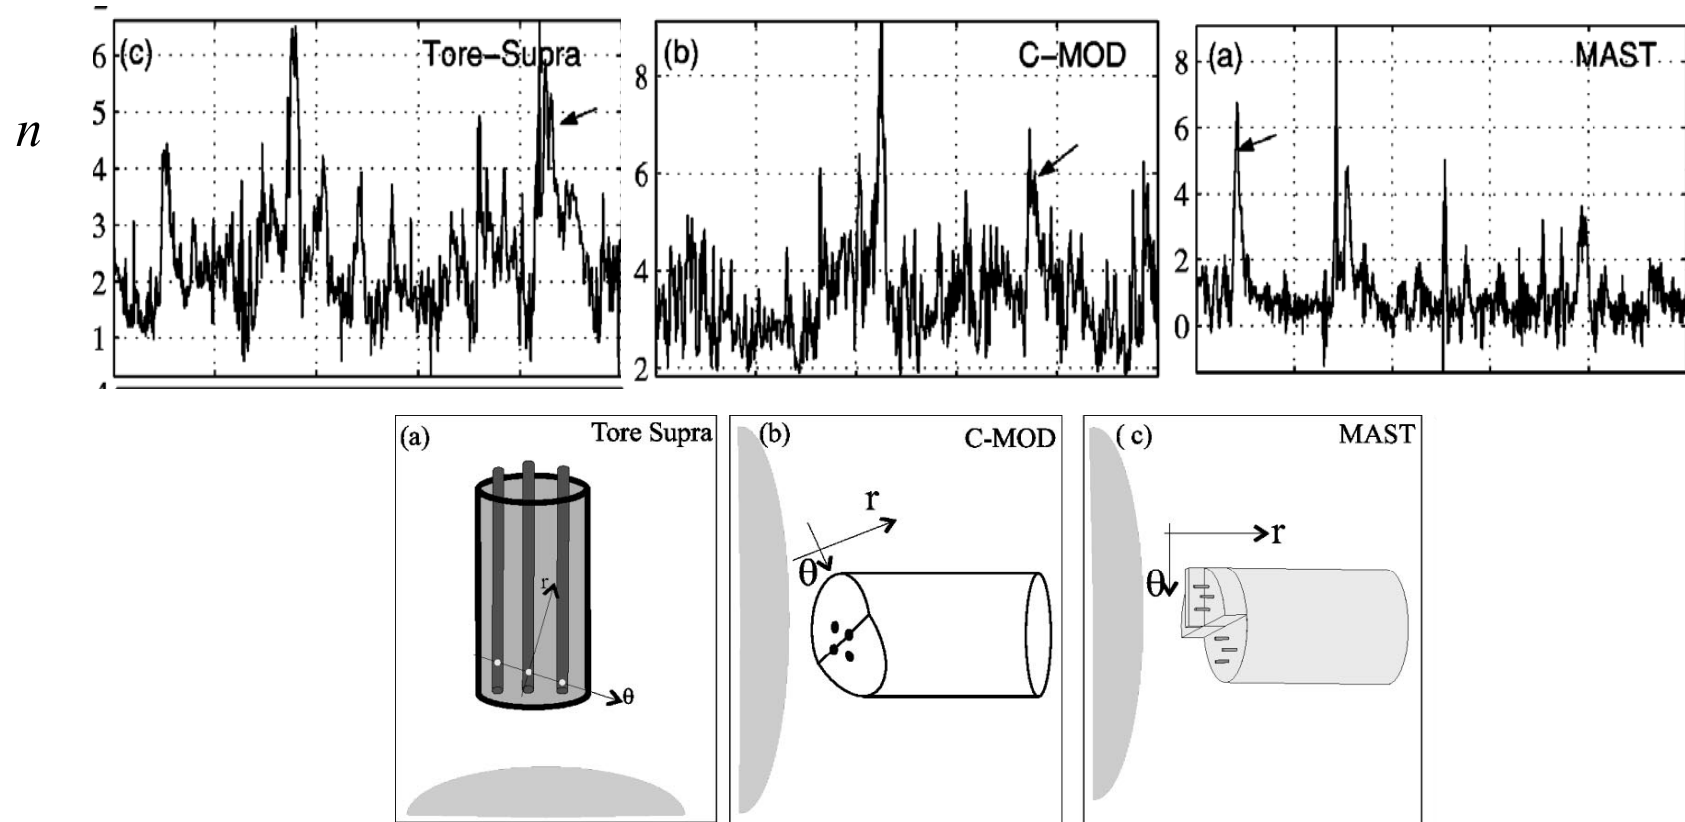 n
(c) Tore-Supra
6
5
4
3
2
1
(b) C-MOD
8
6
4
2
(a) MAST
8
6
4
2
0
(a) Tore Supra
r
θ
(b) C-MOD
r
θ
( c) MAST
r
θ